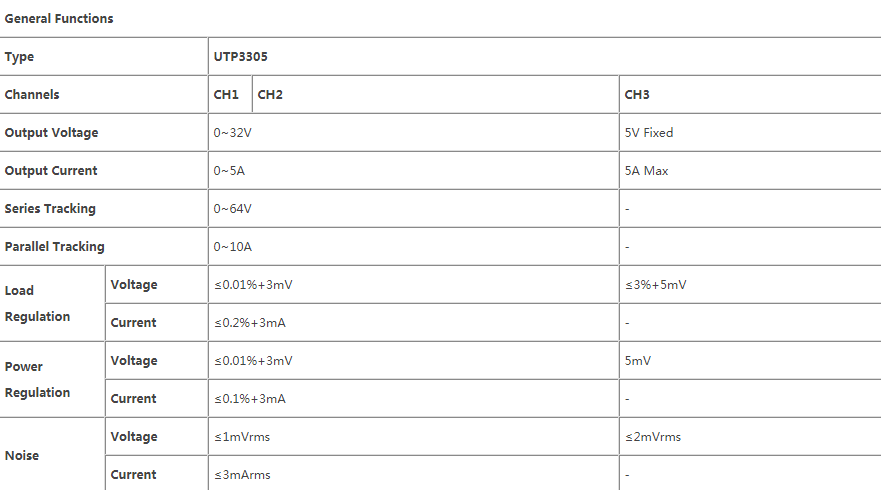 General Functions
Type UTP3305
Channels CH1 CH2 CH3
Output Voltage 0~32V 5V Fixed
Output Current 0~5A 5A Max
Series Tracking 0~64V -
Parallel Tracking 0~10A -
Load Regulation Voltage ≤0.01%+3mV ≤3%+5mV
Current ≤0.2%+3mA -
Power Regulation Voltage ≤0.01%+3mV 5mV
Current ≤0.1%+3mA -
Noise Voltage ≤1mVrms ≤2mVrms
Current ≤3mArms -